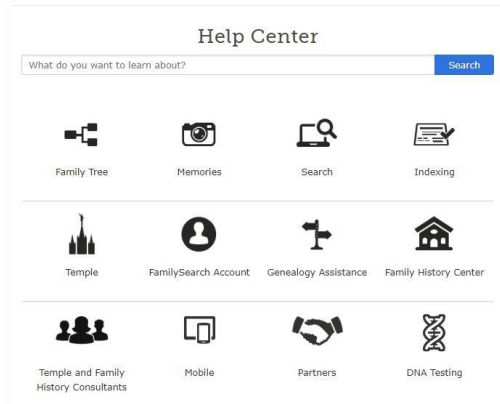 Help Center
What do you want to learn about?
Search
Family Tree
Memories
Search
Indexing
Temple
FamilySearch Account
Genealogy Assistance
Family History Center
Temple and Family
History Consultants
Mobile
Partners
DNA Testing